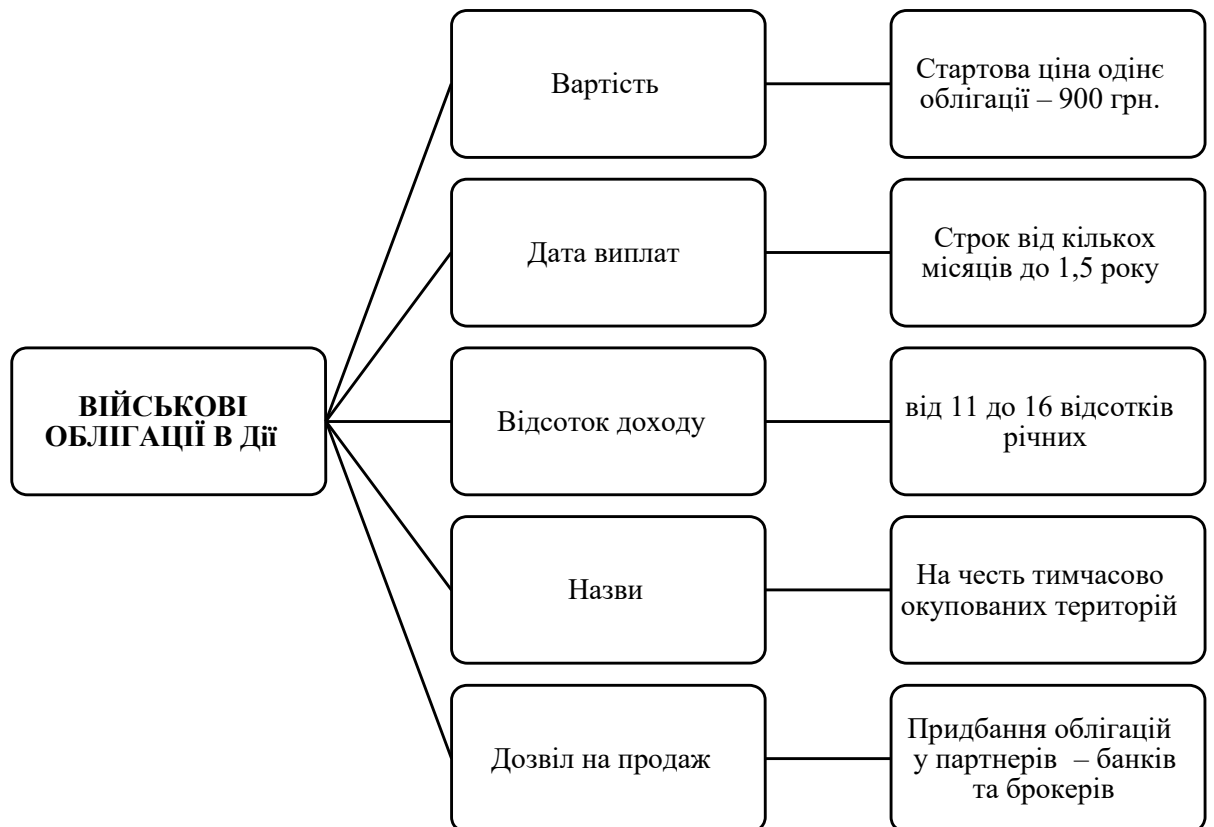 Вартість
Стартова ціна одінє
облігації – 900 грн.
Дата виплат
Строк від кількох
місяців до 1,5 року
ВІЙСЬКОВІ
ОБЛІГАЦІЇ В Дії
Відсоток доходу
від 11 до 16 відсотків
річних
Назви
На честь тимчасово
окупованих територій
Дозвіл на продаж
Придбання облігацій
у партнерів – банків
та брокерів